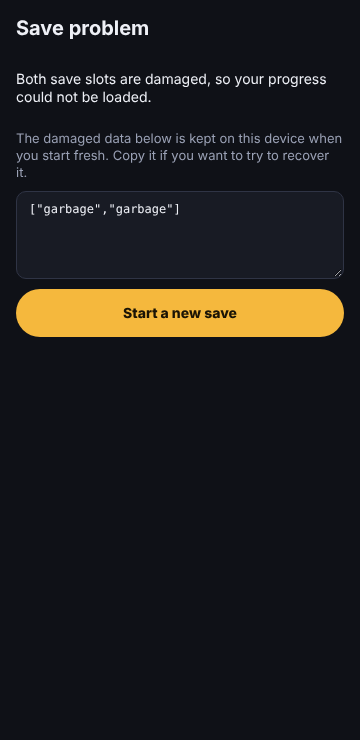 Save problem
Both save slots are damaged, so your progress
could not be loaded.
The damaged data below is kept on this device when
you start fresh. Copy it if you want to try to recover
it.
["garbage","garbage"]
Start a new save